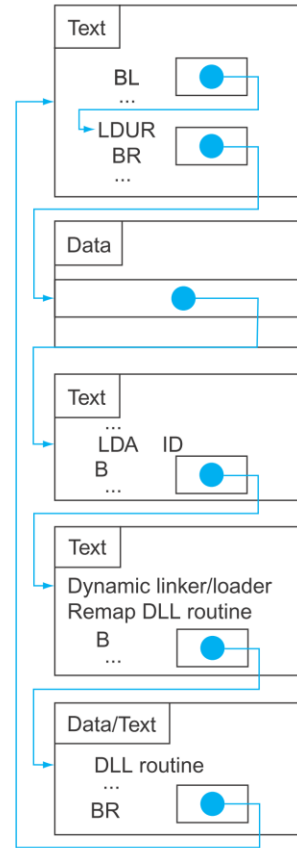 Text
BL
...
LDUR
BR
...
Data
Text
...
LDA ID
B
...
Text
Dynamic linker/loader
Remap DLL routine
B
...
Data/Text
DLL routine
...
BR